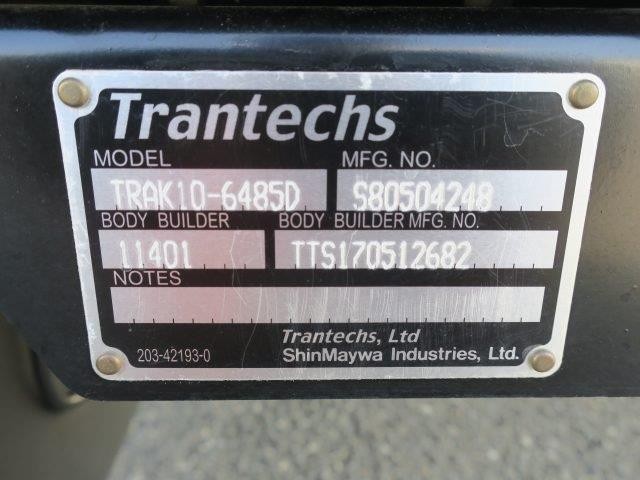 Trantechs
MODEL MFG. NO.
TRAK10-6485D S80504248
BODY BUILDER BODY BUILDER MFG. NO.
11401 TTS170512682
NOTES
Trantechs, Ltd
203-42193-0 ShinMaywa Industries, Ltd.